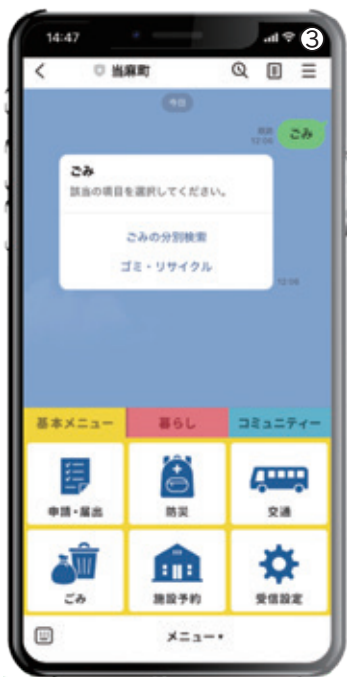 14:47
③
当麻町
今日
既読
12:06
ごみ
ごみ
該当の項目を選択してください。
ごみの分別検索
ゴミ・リサイクル
12:06
基本メニュー
暮らし
コミュニティー
申請・届出
防災
交通
ごみ
施設予約
受信設定
メニュー▾